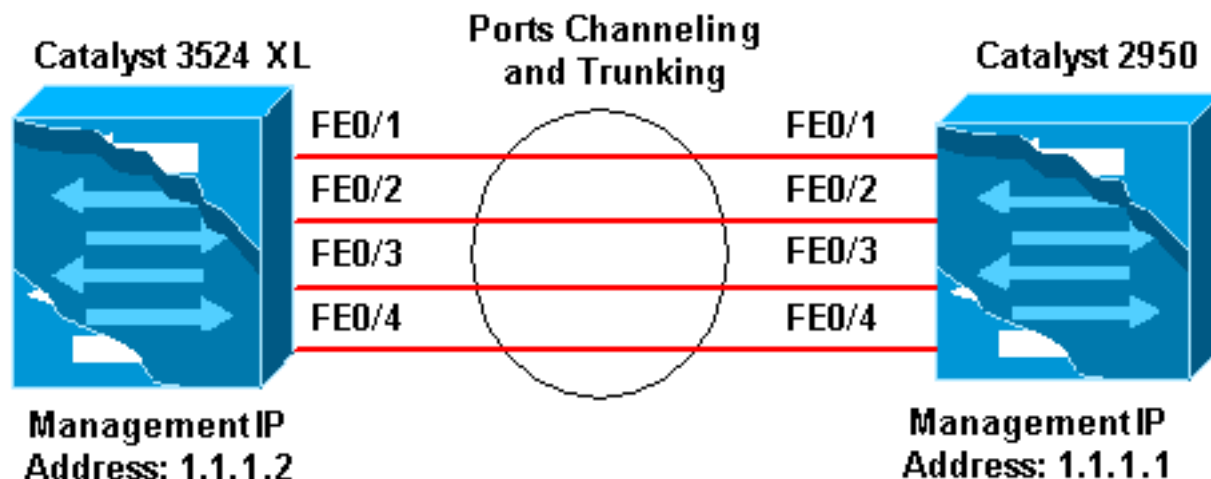 Ports Channeling
and Trunking
Catalyst 3524 XL
Catalyst 2950
FE0/1
FE0/1
FE0/2
FE0/2
FE0/3
FE0/3
FE0/4
FE0/4
Management IP
Address: 1.1.1.2
Management IP
Address: 1.1.1.1